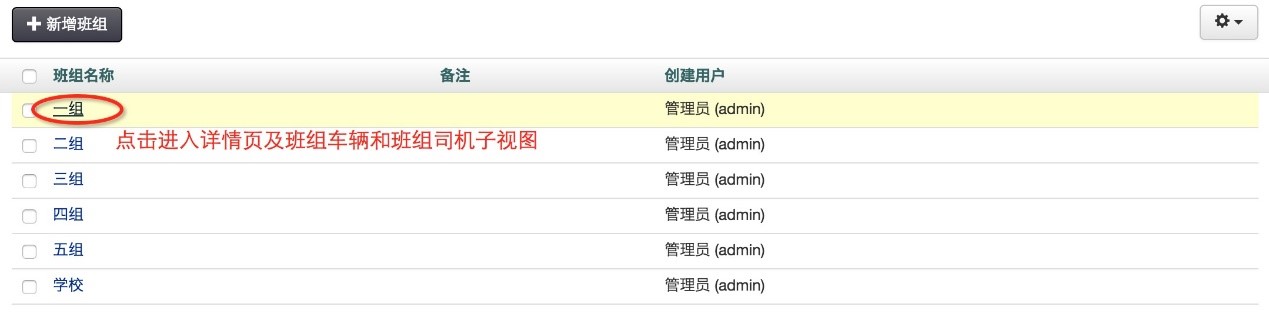 新增班组
班组名称 备注 创建用户
一组 管理员 (admin)
点击进入详情页及班组车辆和班组司机子视图
二组 管理员 (admin)
三组 管理员 (admin)
四组 管理员 (admin)
五组 管理员 (admin)
学校 管理员 (admin)